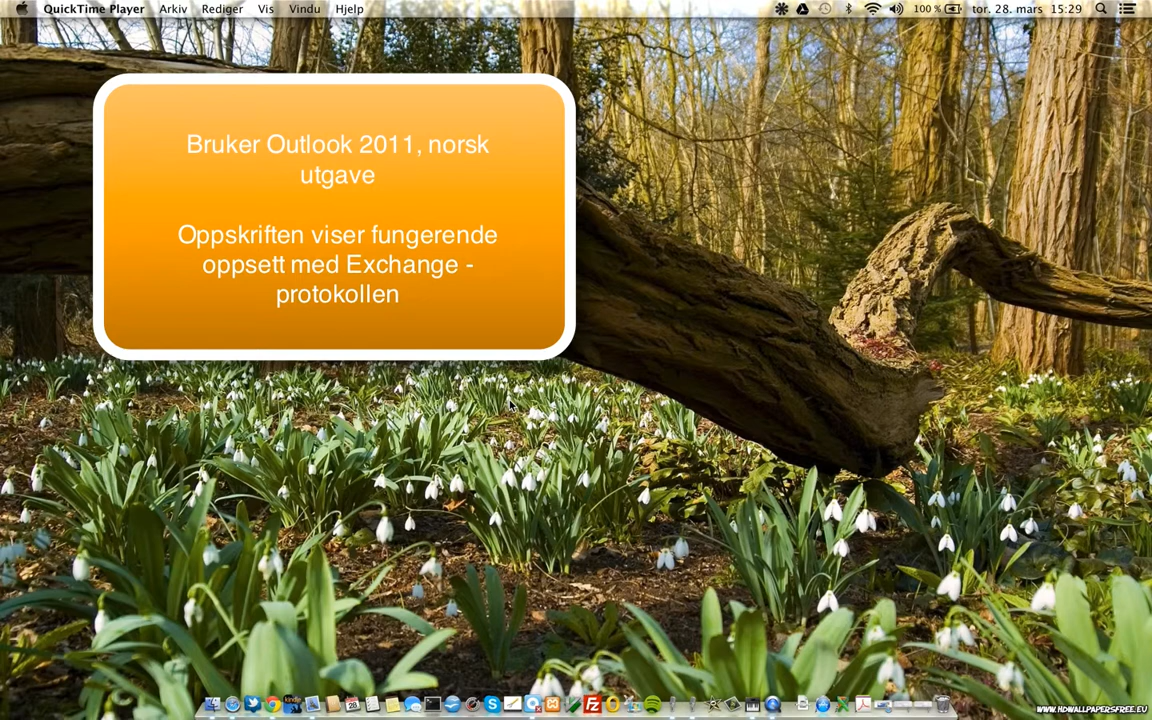 QuickTime Player Arkiv Rediger Vis Vindu Hjelp 100 % tor. 28. mars 15:29
Bruker Outlook 2011, norsk
utgave
Oppskriften viser fungerende
oppsett med Exchange -
protokollen
28
WWW.HDWALLPAPERSFREE.EU